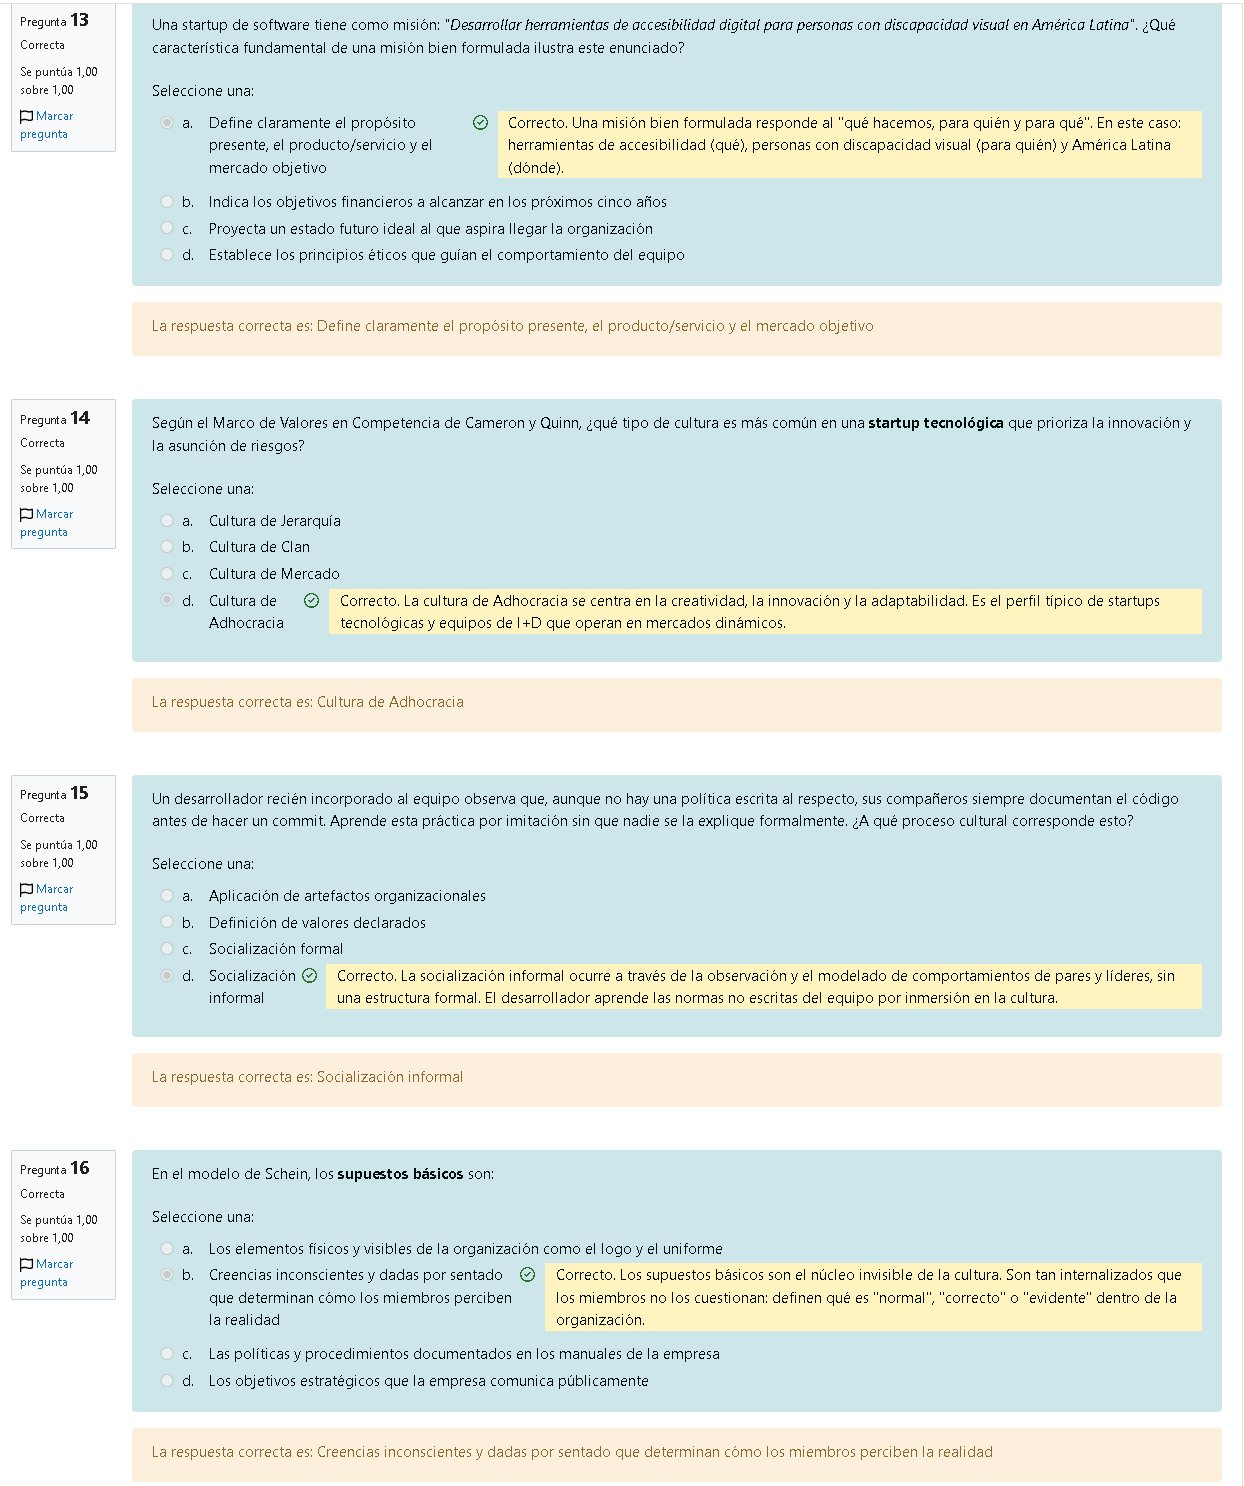 Pregunta 13
Correcta
Se puntúa 1,00
sobre 1,00
Marcar
pregunta
Una startup de software tiene como misión: "Desarrollar herramientas de accesibilidad digital para personas con discapacidad visual en América Latina". ¿Qué
característica fundamental de una misión bien formulada ilustra este enunciado?
Seleccione una:
a. Define claramente el propósito
presente, el producto/servicio y el
mercado objetivo
Correcto. Una misión bien formulada responde al "qué hacemos, para quién y para qué". En este caso:
herramientas de accesibilidad (qué), personas con discapacidad visual (para quién) y América Latina
(dónde).
b. Indica los objetivos financieros a alcanzar en los próximos cinco años
c. Proyecta un estado futuro ideal al que aspira llegar la organización
d. Establece los principios éticos que guían el comportamiento del equipo
La respuesta correcta es: Define claramente el propósito presente, el producto/servicio y el mercado objetivo
Pregunta 14
Correcta
Se puntúa 1,00
sobre 1,00
Marcar
pregunta
Según el Marco de Valores en Competencia de Cameron y Quinn, ¿qué tipo de cultura es más común en una startup tecnológica que prioriza la innovación y
la asunción de riesgos?
Seleccione una:
a. Cultura de Jerarquía
b. Cultura de Clan
c. Cultura de Mercado
d. Cultura de
Adhocracia
Correcto. La cultura de Adhocracia se centra en la creatividad, la innovación y la adaptabilidad. Es el perfil típico de startups
tecnológicas y equipos de I+D que operan en mercados dinámicos.
La respuesta correcta es: Cultura de Adhocracia
Pregunta 15
Correcta
Se puntúa 1,00
sobre 1,00
Marcar
pregunta
Un desarrollador recién incorporado al equipo observa que, aunque no hay una política escrita al respecto, sus compañeros siempre documentan el código
antes de hacer un commit. Aprende esta práctica por imitación sin que nadie se la explique formalmente. ¿A qué proceso cultural corresponde esto?
Seleccione una:
a. Aplicación de artefactos organizacionales
b. Definición de valores declarados
c. Socialización formal
d. Socialización
informal
Correcto. La socialización informal ocurre a través de la observación y el modelado de comportamientos de pares y líderes, sin
una estructura formal. El desarrollador aprende las normas no escritas del equipo por inmersión en la cultura.
La respuesta correcta es: Socialización informal
Pregunta 16
Correcta
Se puntúa 1,00
sobre 1,00
Marcar
pregunta
En el modelo de Schein, los supuestos básicos son:
Seleccione una:
a. Los elementos físicos y visibles de la organización como el logo y el uniforme
b. Creencias inconscientes y dadas por sentado
que determinan cómo los miembros perciben
la realidad
Correcto. Los supuestos básicos son el núcleo invisible de la cultura. Son tan internalizados que
los miembros no los cuestionan: definen qué es "normal", "correcto" o "evidente" dentro de la
organización.
c. Las políticas y procedimientos documentados en los manuales de la empresa
d. Los objetivos estratégicos que la empresa comunica públicamente
La respuesta correcta es: Creencias inconscientes y dadas por sentado que determinan cómo los miembros perciben la realidad